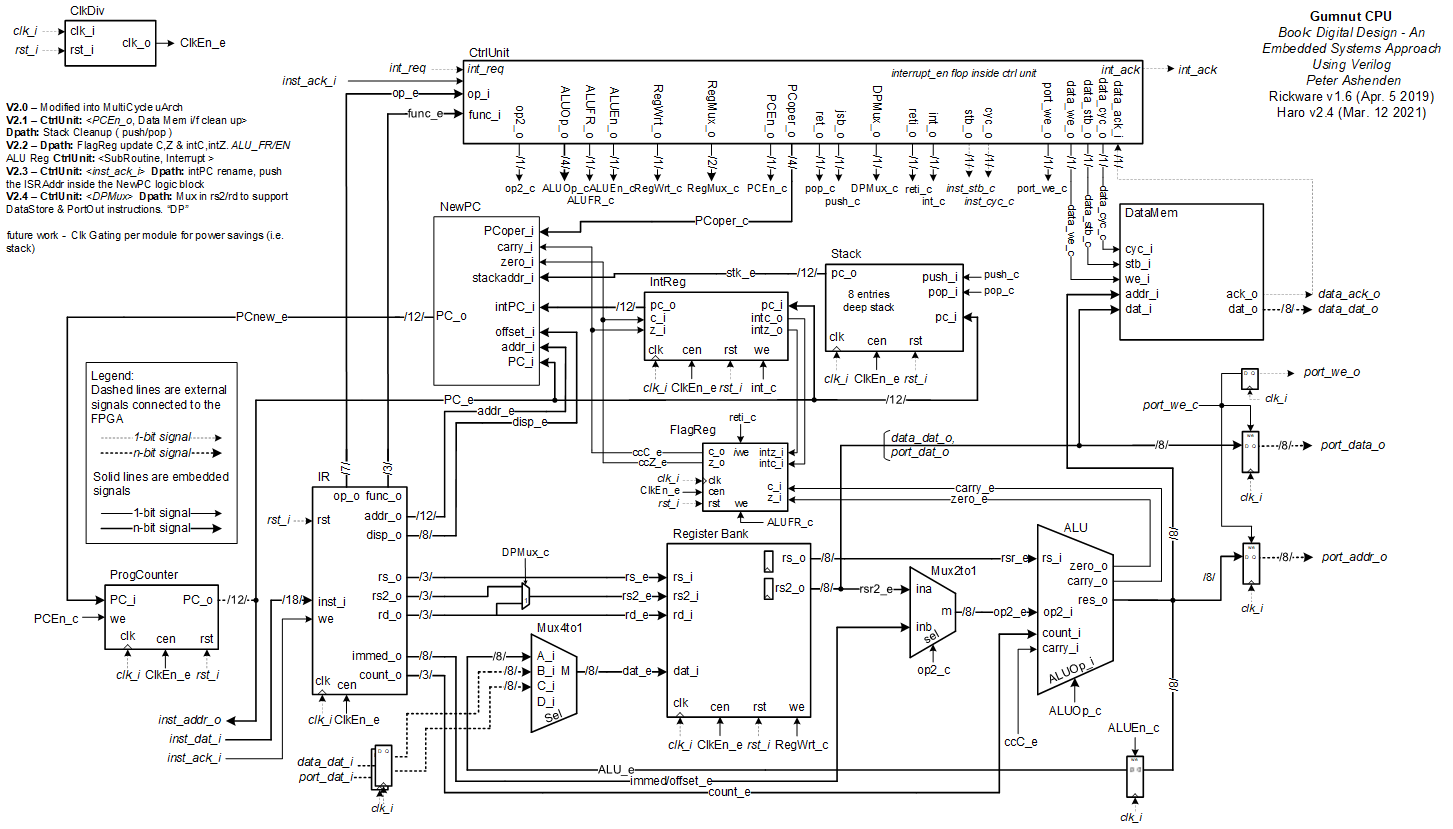 ClkDiv
clk_i
clk_i
rst_i
rst_i
clk_o
ClkEn_e
Gumnut CPU
Book: Digital Design - An
Embedded Systems Approach
Using Verilog
Peter Ashenden
Rickware v1.6 (Apr. 5 2019)
Haro v2.4 (Mar. 12 2021)
V2.0 – Modified into MultiCycle uArch
V2.1 – CtrlUnit: <PCEn_o, Data Mem i/f clean up>
Dpath: Stack Cleanup ( push/pop )
V2.2 – Dpath: FlagReg update C,Z & intC,intZ. ALU_FR/EN
ALU Reg CtrlUnit: <SubRoutine, Interrupt >
V2.3 – CtrlUnit: <inst_ack_i> Dpath: intPC rename, push
the ISRAddr inside the NewPC logic block
V2.4 – CtrlUnit: <DPMux> Dpath: Mux in rs2/rd to support
DataStore & PortOut instructions. “DP”
future work - Clk Gating per module for power savings (i.e.
stack)
CtrlUnit
int_req
int_req
inst_ack_i
op_e
op_i
func_e
func_i
interrupt_en flop inside ctrl unit
int_ack
int_ack
op2_o
ALUOp_o
ALUFR_o
ALUEn_o
RegWrt_o
RegMux_o
PCEn_o
PCoper_o
ret_o
jsb_o
DPMux_o
reti_o
int_o
stb_o
cyc_o
port_we_o
data_we_o
data_stb_o
data_cyc_o
data_ack_i
/1/
/4/
/1/
/1/
/1/
/2/
/1/
/4/
/1/
/1/
/1/
/1/
/1/
/1/
/1/
/1/
/1/
/1/
/1/
/1/
op2_c
ALUOp_c
ALUFR_c
ALUEn_c
RegWrt_c
RegMux_c
PCEn_c
pop_c
push_c
DPMux_c
reti_c
int_c
inst_stb_c
inst_cyc_c
port_we_c
data_we_c
data_stb_c
data_cyc_c
NewPC
PCoper_i
carry_i
zero_i
stackaddr_i
intPC_i
PC_o
offset_i
addr_i
PC_i
PCoper_c
PCnew_e
/12/
stk_e
/12/
/12/
IntReg
pc_o
c_i
z_i
pc_i
intc_o
intz_o
clk
cen
rst
we
clk_i
ClkEn_e
rst_i
int_c
Stack
pc_o
8 entries
deep stack
push_i
pop_i
pc_i
push_c
pop_c
clk
cen
rst
clk_i
ClkEn_e
rst_i
DataMem
cyc_i
stb_i
we_i
addr_i
dat_i
ack_o
dat_o
data_ack_o
/8/
data_dat_o
Legend:
Dashed lines are external
signals connected to the
FPGA
1-bit signal
n-bit signal
Solid lines are embedded
signals
1-bit signal
n-bit signal
PC_e
/12/
addr_e
disp_e
FlagReg
reti_c
c_o
iwe
z_o
intz_i
intc_i
clk
cen
rst
we
c_i
z_i
ccC_e
ccZ_e
clk_i
ClkEn_e
rst_i
ALUFR_c
carry_e
zero_e
data_dat_o,
port_dat_o
/8/
port_we_c
we
D
O
port_we_o
clk_i
/8/
port_data_o
clk_i
/8/
/8/
port_addr_o
clk_i
IR
/7/
/3/
op_o
func_o
rst_i
rst
addr_o
/12/
disp_o
/8/
rs_o
/3/
rs2_o
/3/
rd_o
/3/
inst_i
we
immed_o
/8/
count_o
/3/
clk
cen
clk_i
ClkEn_e
/18/
DPMux_c
1
ProgCounter
PC_i
PC_o
/12/
we
clk
cen
rst
PCEn_c
clk_i
ClkEn_e
rst_i
inst_addr_o
inst_dat_i
inst_ack_i
data_dat_i
port_dat_i
clk_i
Mux4to1
A_i
B_i
C_i
D_i
M
Sel
/8/
/8/
/8/
/8/
dat_e
Register Bank
rs_e
rs_i
rs2_e
rs2_i
rd_e
rd_i
dat_i
rs_o
/8/
rs2_o
/8/
clk
cen
rst
we
clk_i
ClkEn_e
rst_i
RegWrt_c
rsr_e
rsr2_e
Mux2to1
ina
inb
m
sel
/8/
op2_e
op2_c
ALU
rs_i
op2_i
count_i
carry_i
zero_o
carry_o
res_o
ALUOp_i
ALUOp_c
ccC_e
/8/
/8/
ALUEn_c
we
clk_i
ALU_e
immed/offset_e
count_e